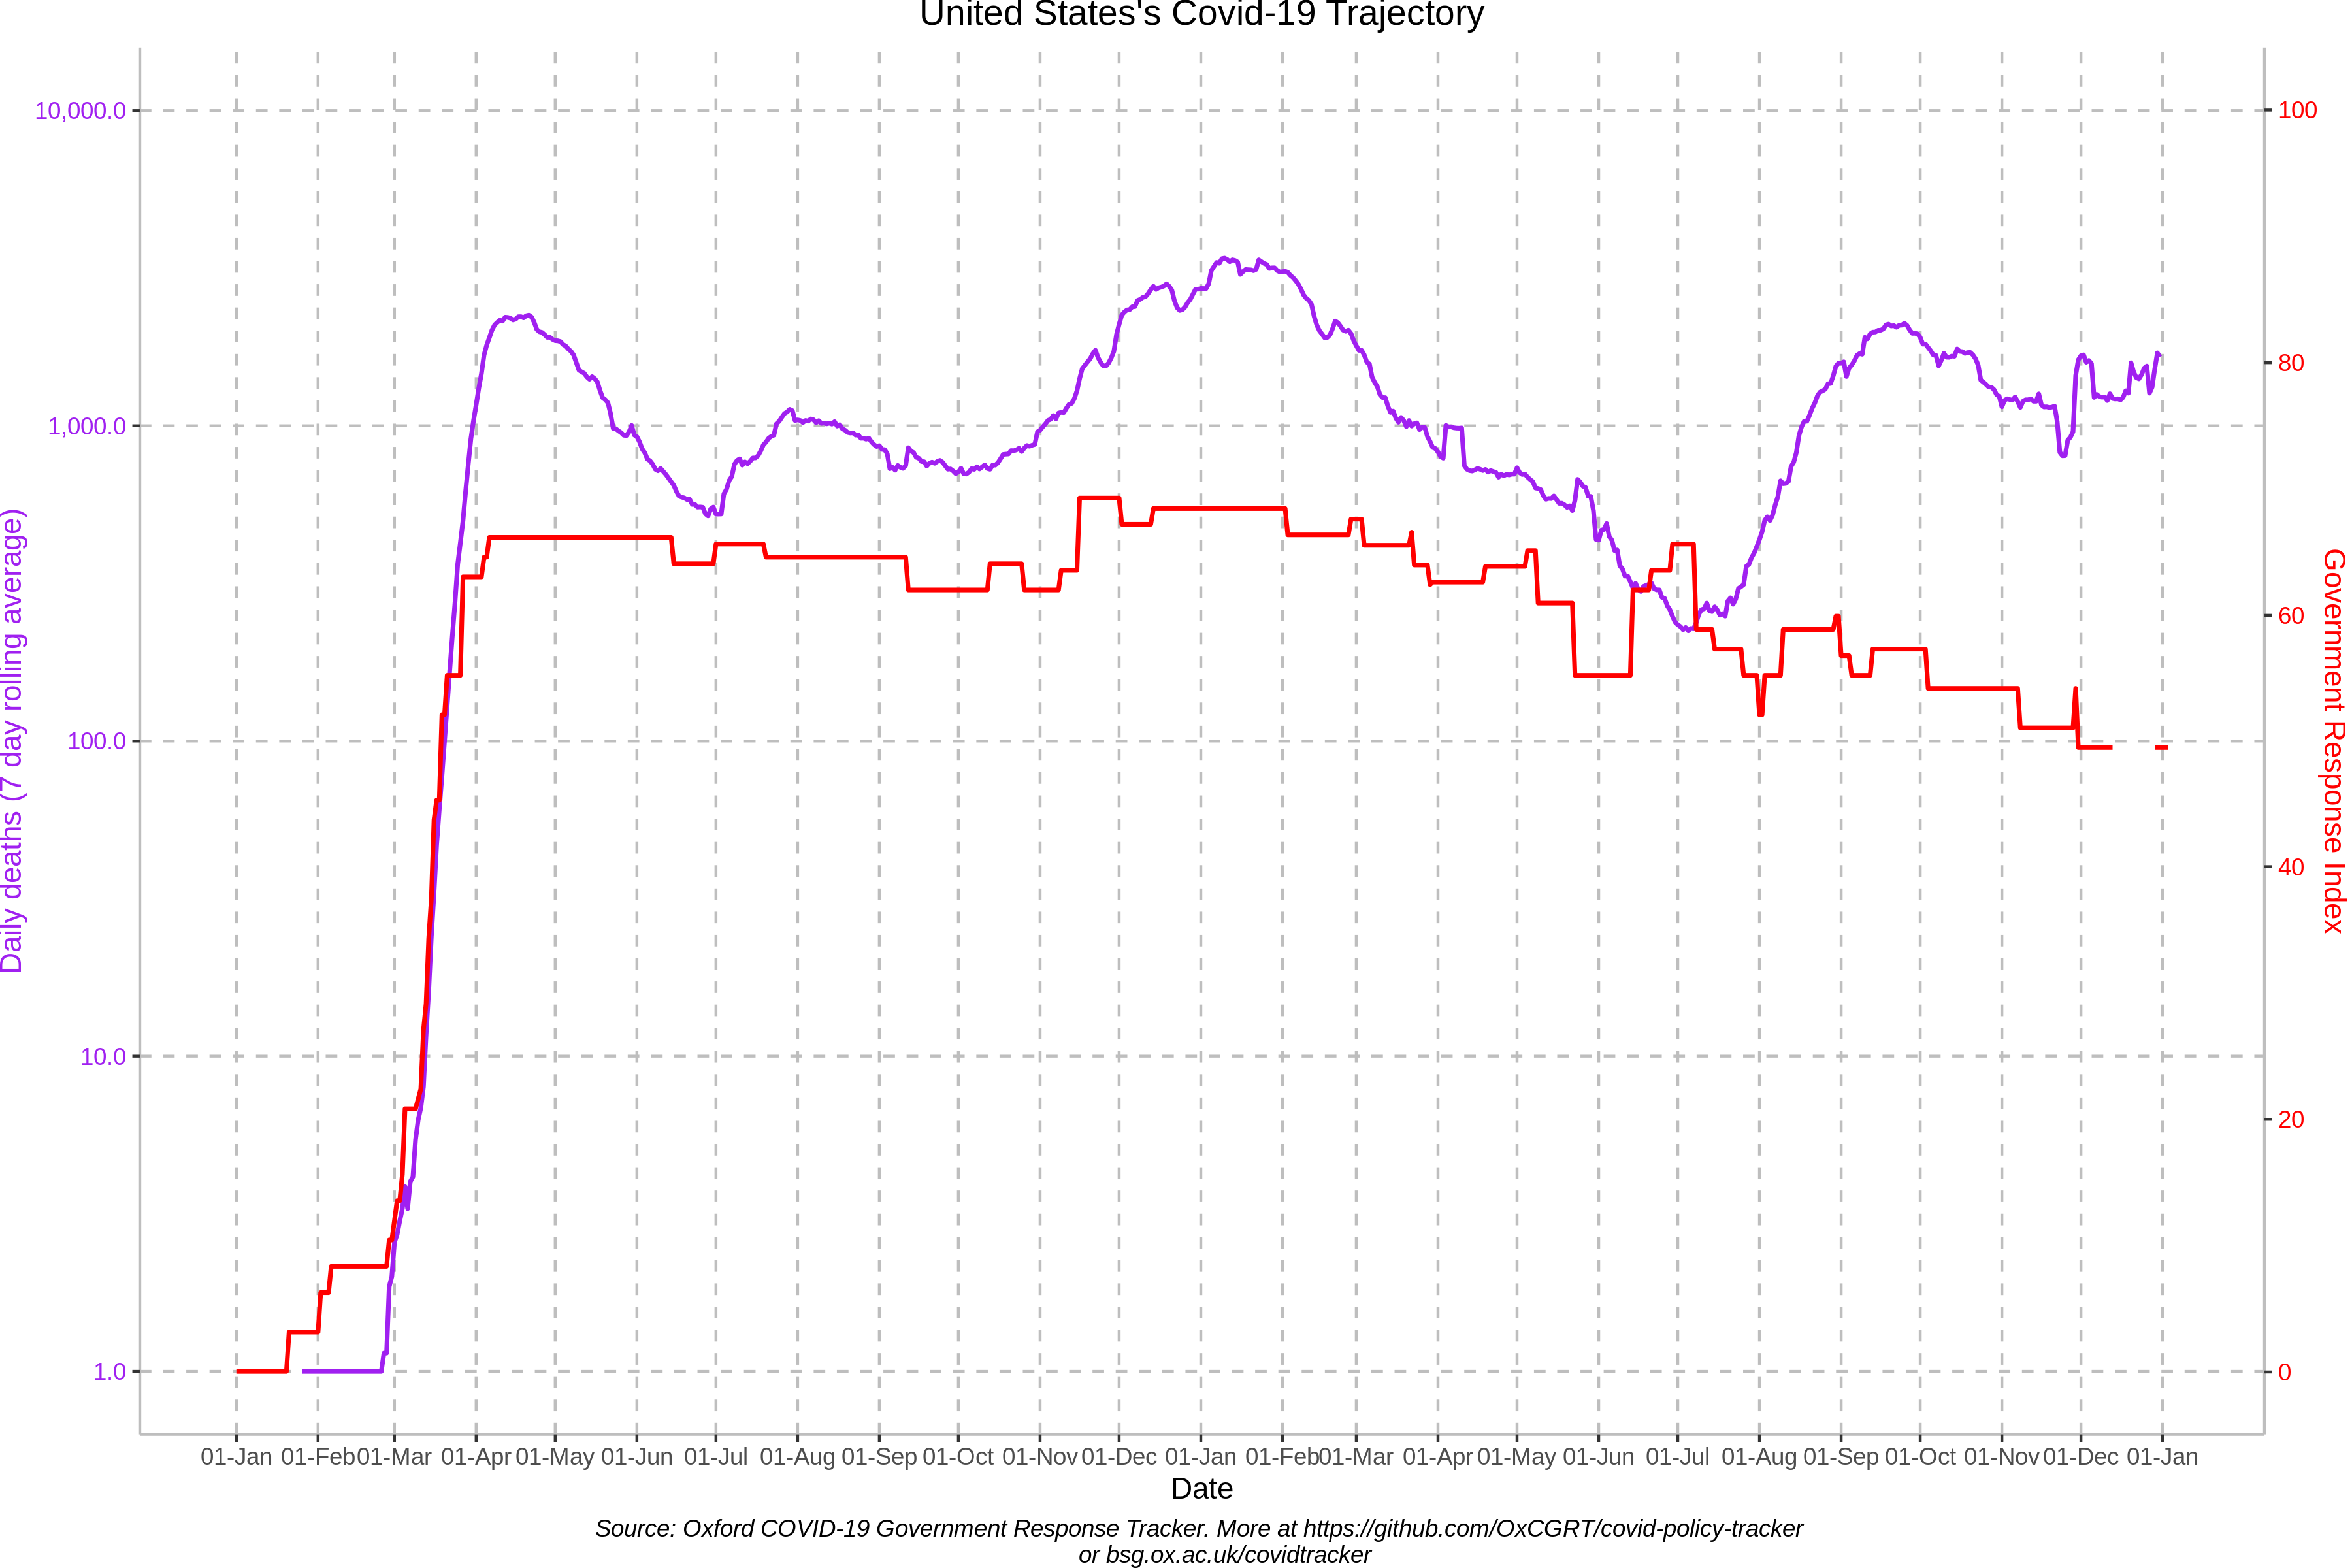 United States's Covid-19 Trajectory
10,000.0
1,000.0
100.0
10.0
1.0
Daily deaths (7 day rolling average)
100
80
60
40
20
0
Government Response Index
01-Jan 01-Feb 01-Mar 01-Apr 01-May 01-Jun 01-Jul 01-Aug 01-Sep 01-Oct 01-Nov 01-Dec 01-Jan 01-Feb 01-Mar 01-Apr 01-May 01-Jun 01-Jul 01-Aug 01-Sep 01-Oct 01-Nov 01-Dec 01-Jan
Date
Source: Oxford COVID-19 Government Response Tracker. More at https://github.com/OxCGRT/covid-policy-tracker
or bsg.ox.ac.uk/covidtracker